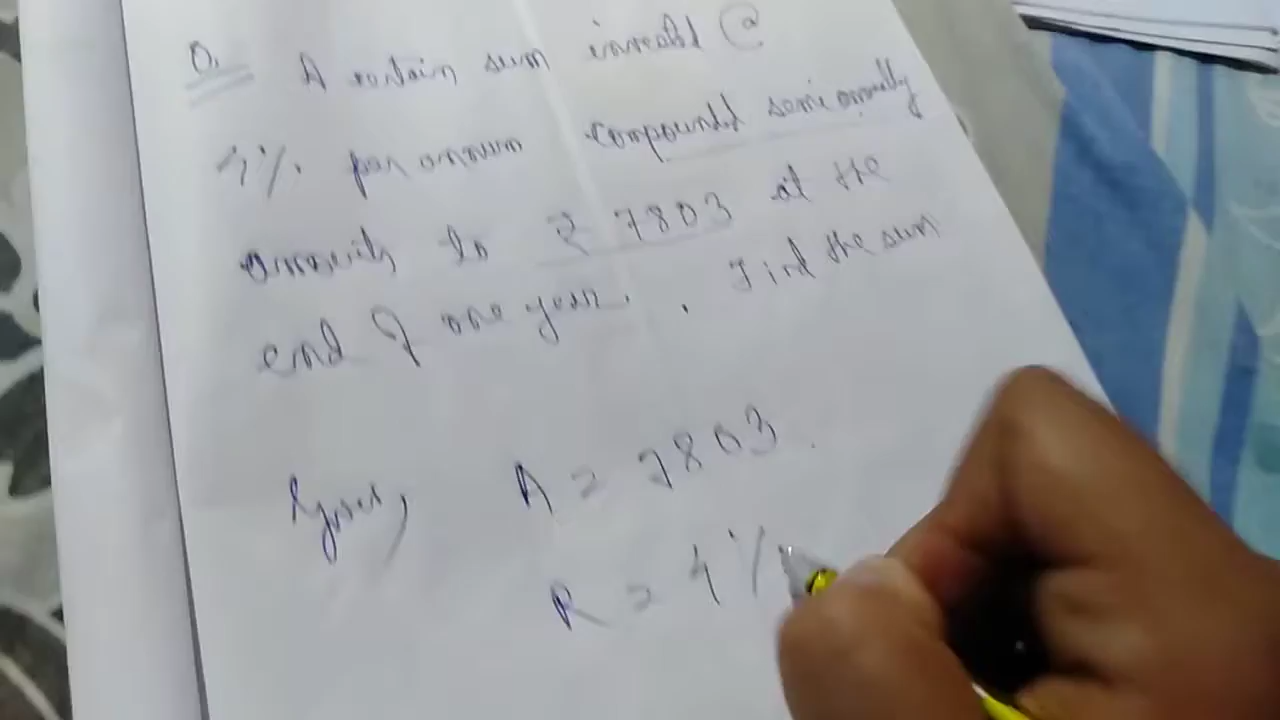 Q. A certain sum invested @
4% per annum compounded semi annually
amounts to ₹ 7803 at the
end of one year. . Find the sum
Given, A = 7803.
R = 4%